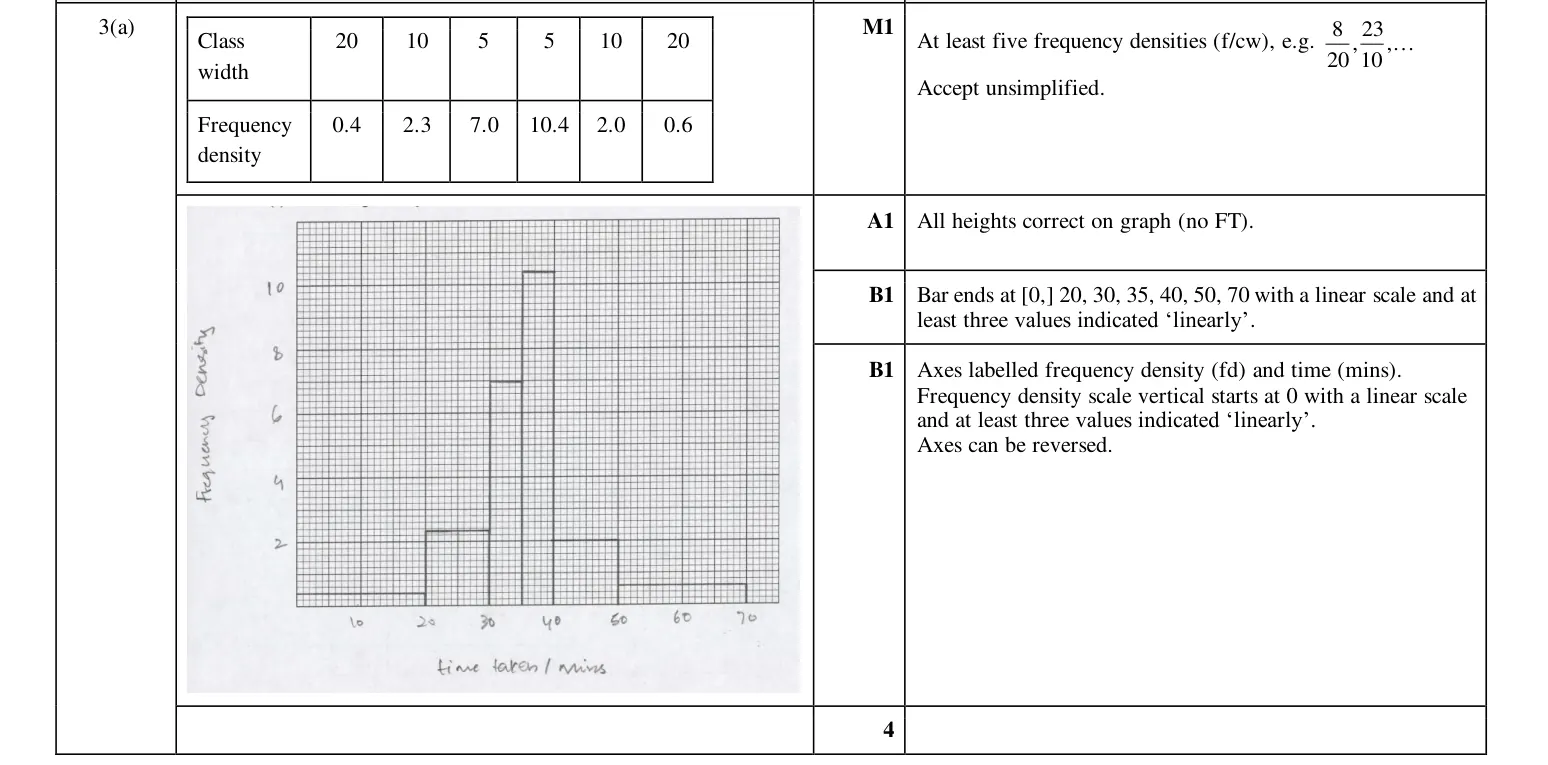 3(a)
Class width 20 10 5 5 10 20
Frequency density 0.4 2.3 7.0 10.4 2.0 0.6
M1 At least five frequency densities (f/cw), e.g. 8/20, 23/10,…
Accept unsimplified.
10
8
6
4
2
Frequency Density
10 20 30 40 50 60 70
time taken / mins
A1 All heights correct on graph (no FT).
B1 Bar ends at [0,] 20, 30, 35, 40, 50, 70 with a linear scale and at
least three values indicated ‘linearly’.
B1 Axes labelled frequency density (fd) and time (mins).
Frequency density scale vertical starts at 0 with a linear scale
and at least three values indicated ‘linearly’.
Axes can be reversed.
4